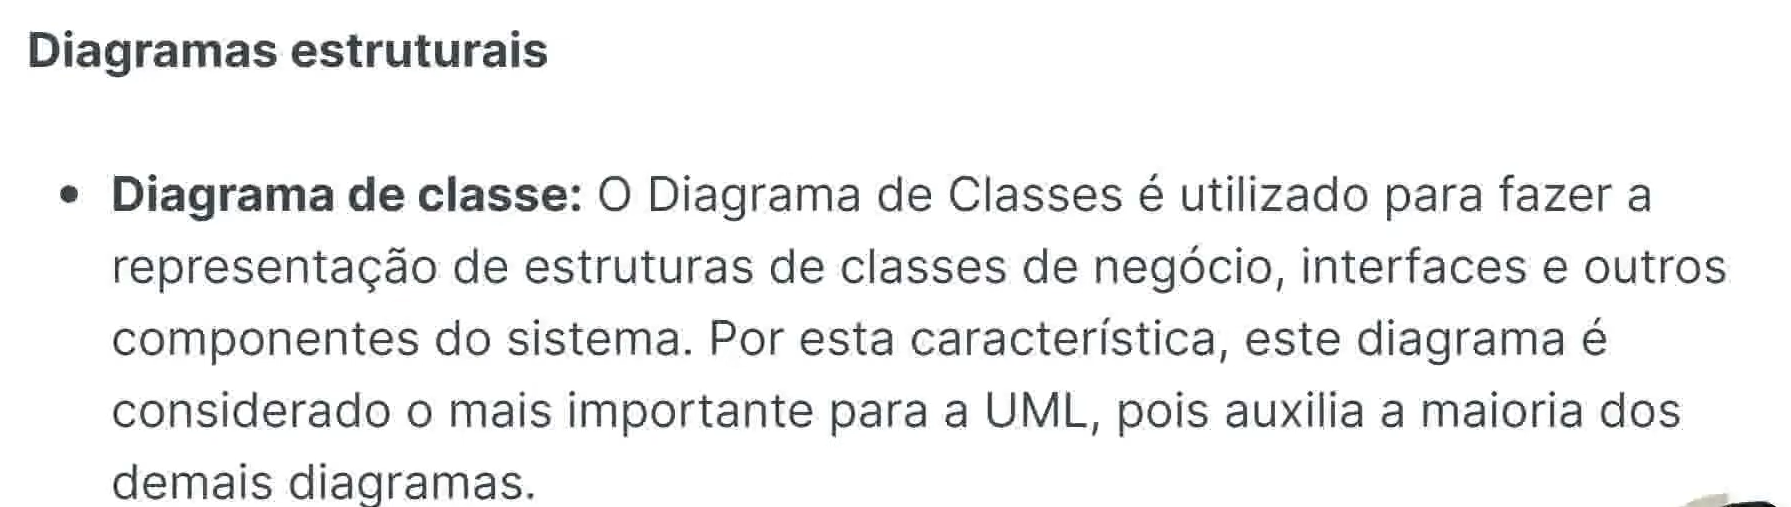 Diagramas estruturais
• Diagrama de classe: O Diagrama de Classes é utilizado para fazer a
representação de estruturas de classes de negócio, interfaces e outros
componentes do sistema. Por esta característica, este diagrama é
considerado o mais importante para a UML, pois auxilia a maioria dos
demais diagramas.